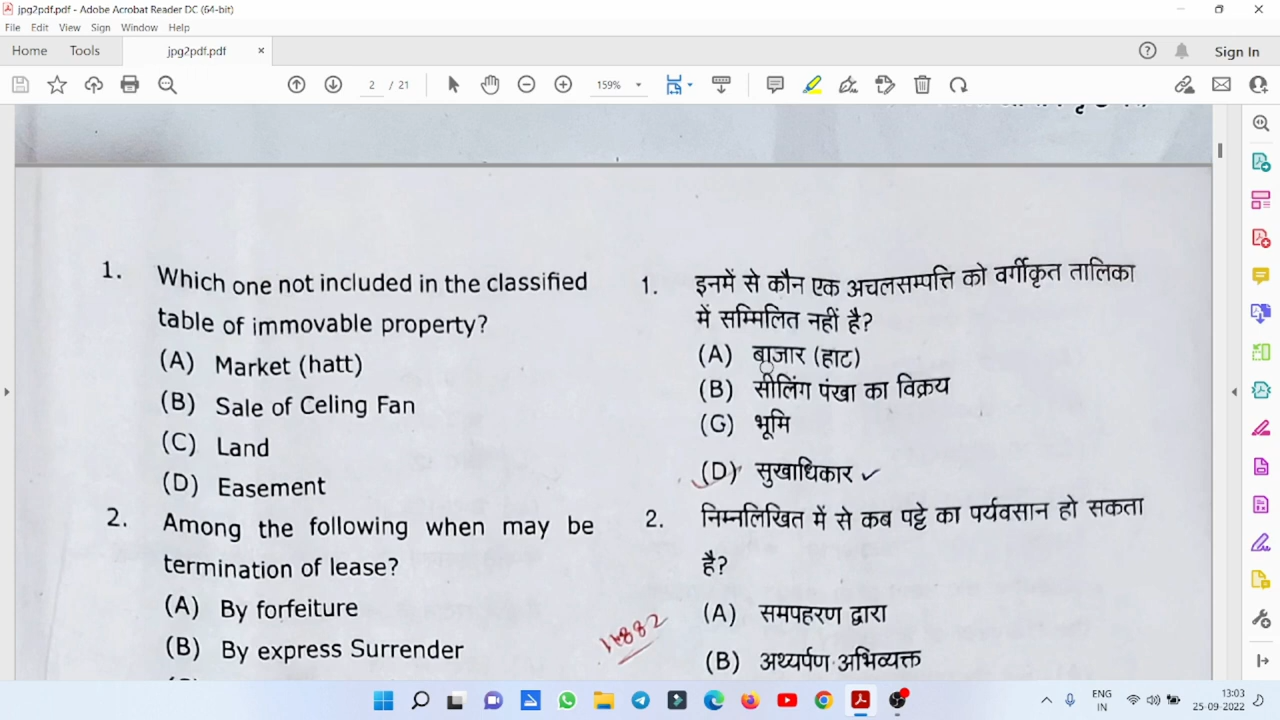 jpg2pdf.pdf - Adobe Acrobat Reader DC (64-bit)
File Edit View Sign Window Help
Home Tools jpg2pdf.pdf × Sign In
2 / 21 159%
1. Which one not included in the classified
table of immovable property?
(A) Market (hatt)
(B) Sale of Celing Fan
(C) Land
(D) Easement
2. Among the following when may be
termination of lease?
(A) By forfeiture
(B) By express Surrender
1. इनमें से कौन एक अचलसम्पत्ति को वर्गीकृत तालिका
में सम्मिलित नहीं है?
(A) बाजार (हाट)
(B) सीलिंग पंखा का विक्रय
(G) भूमि
(D) सुखाधिकार ✓
2. निम्नलिखित में से कब पट्टे का पर्यवसान हो सकता
है?
(A) समपहरण द्वारा
(B) अभ्यर्पण अभिव्यक्त
ENG
IN
13:03
25-09-2022